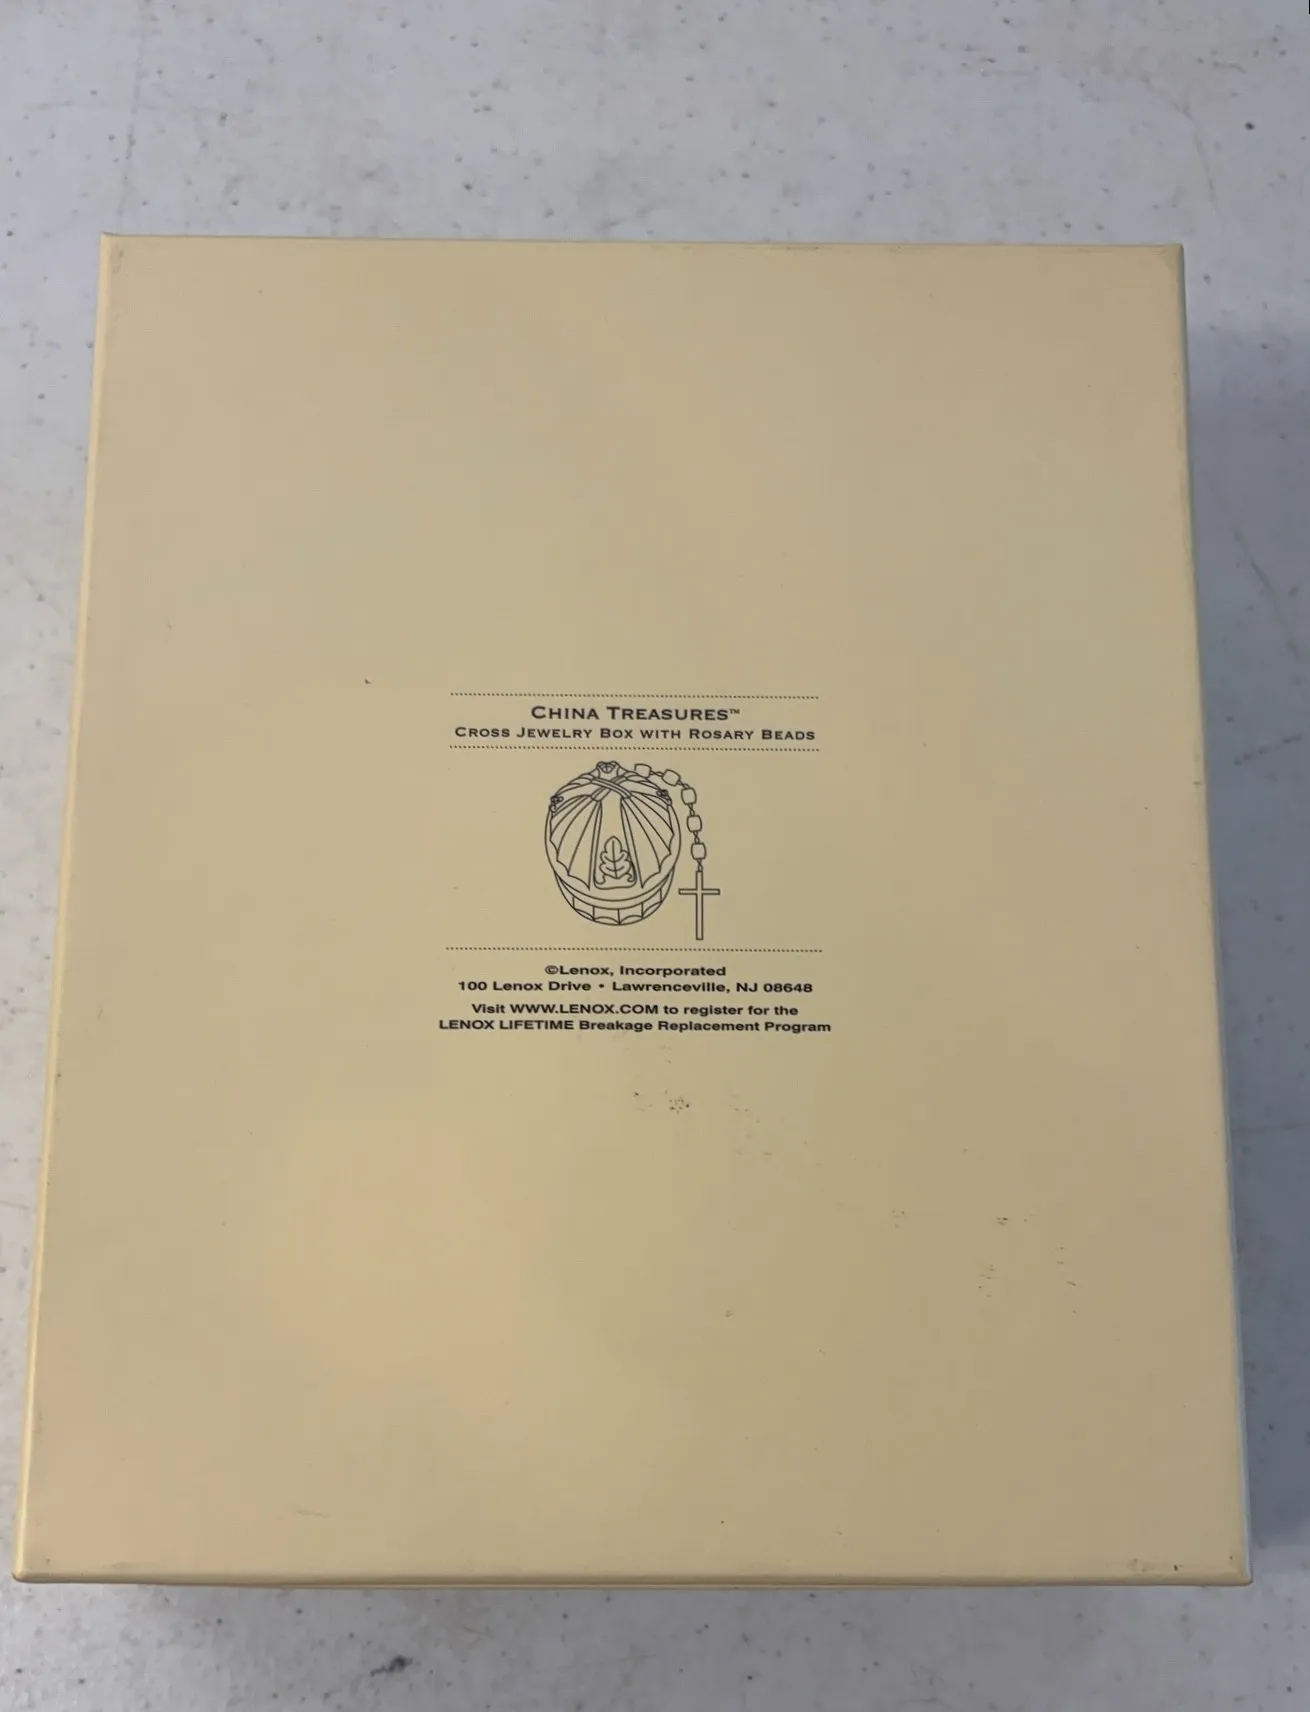 CHINA TREASURES™
CROSS JEWELRY BOX WITH ROSARY BEADS
©Lenox, Incorporated
100 Lenox Drive • Lawrenceville, NJ 08648
Visit WWW.LENOX.COM to register for the
LENOX LIFETIME Breakage Replacement Program